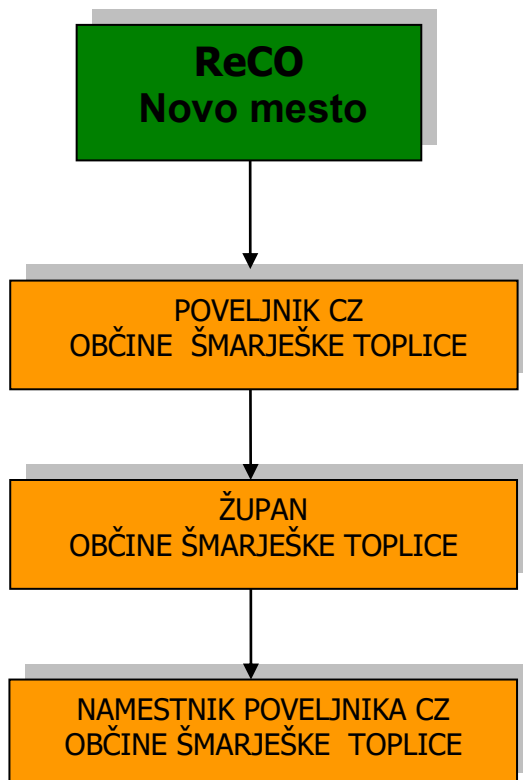 ReCO
Novo mesto
POVELJNIK CZ
OBČINE ŠMARJEŠKE TOPLICE
ŽUPAN
OBČINE ŠMARJEŠKE TOPLICE
NAMESTNIK POVELJNIKA CZ
OBČINE ŠMARJEŠKE TOPLICE